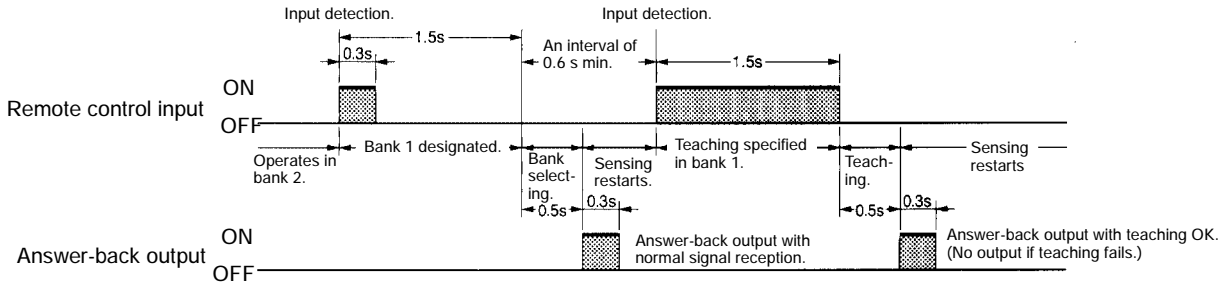 Input detection.
Input detection.
1.5s
An interval of
0.6 s min.
0.3s
1.5s
ON
Remote control input
OFF
Operates in
bank 2.
Bank 1 designated.
Bank
select-
ing.
Sensing
restarts.
Teaching specified
in bank 1.
Teach-
ing.
Sensing
restarts
0.5s
0.3s
0.5s
0.3s
ON
Answer-back output
OFF
Answer-back output with
normal signal reception.
Answer-back output with teaching OK.
(No output if teaching fails.)